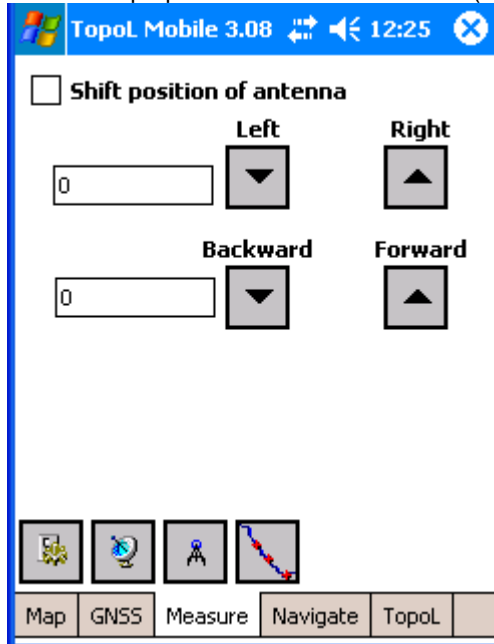 TopoL Mobile 3.08 12:25
Shift position of antenna
Left Right
0
Backward Forward
0
Map GNSS Measure Navigate TopoL